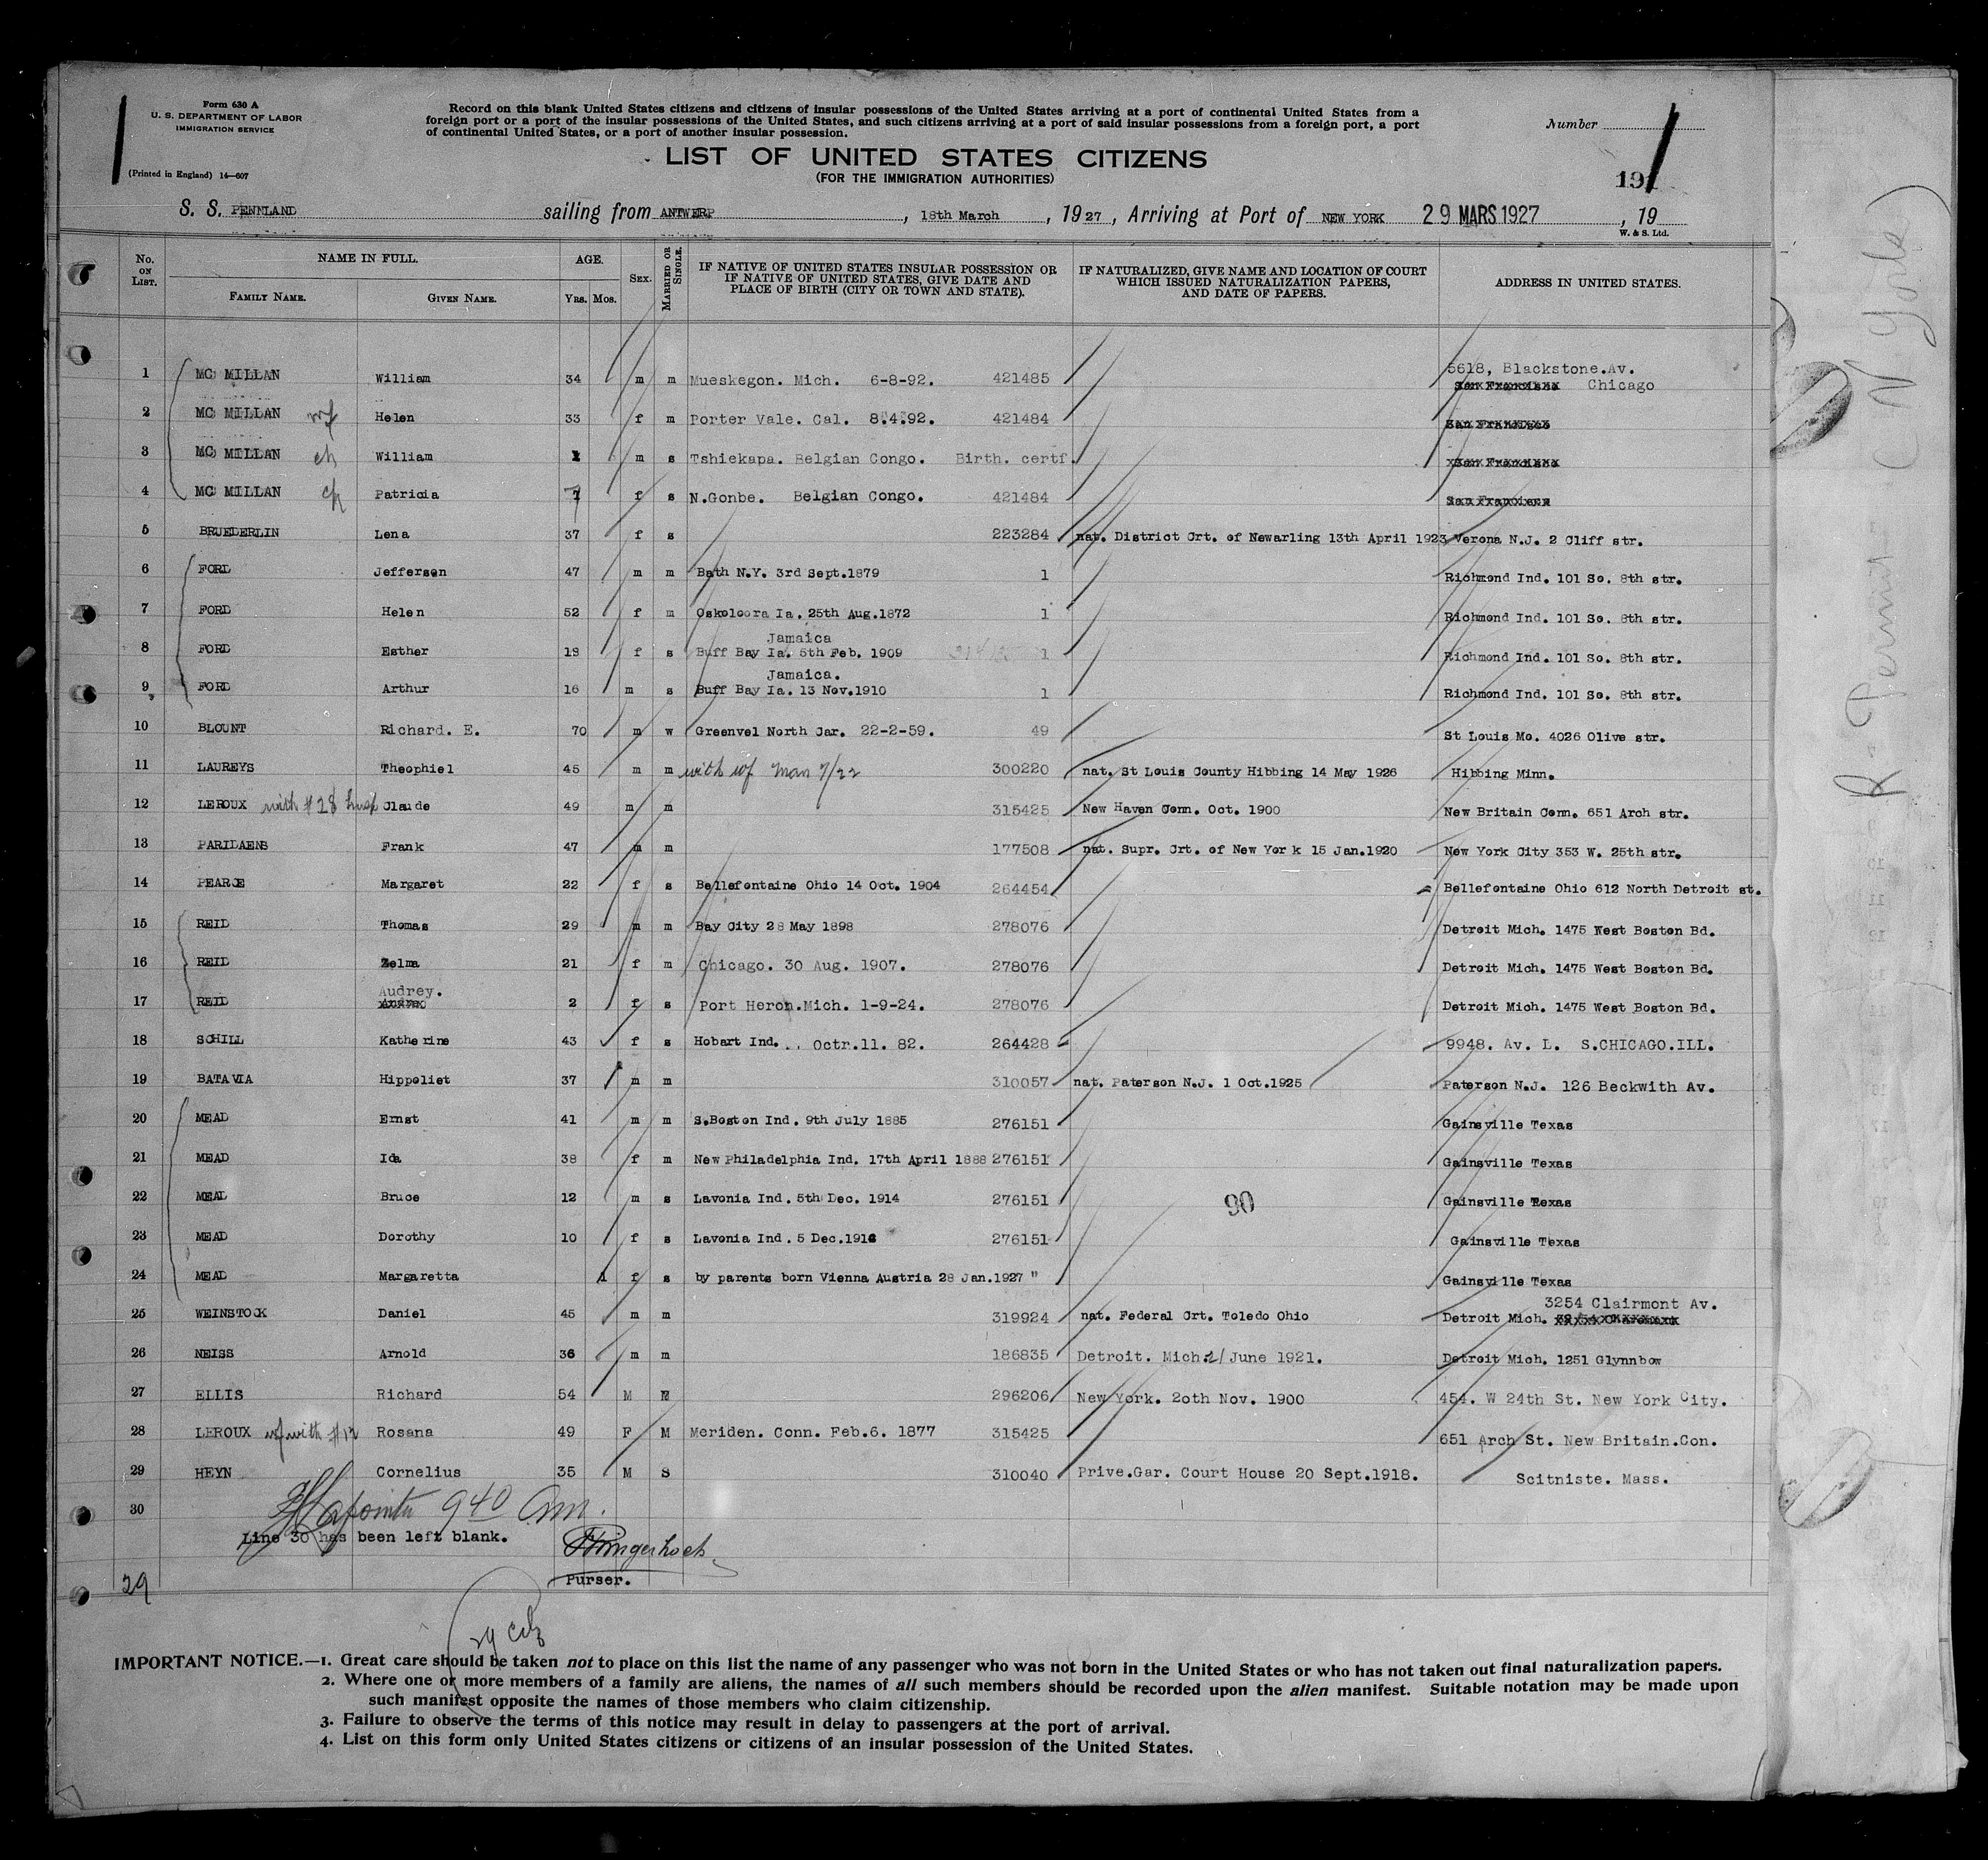 Form 630 A
U. S. DEPARTMENT OF LABOR
IMMIGRATION SERVICE
(Printed in England) 14—607
Record on this blank United States citizens and citizens of insular possessions of the United States arriving at a port of continental United States from a
foreign port or a port of the insular possessions of the United States, and such citizens arriving at a port of said insular possessions from a foreign port, a port
of continental United States, or a port of another insular possession.
Number
LIST OF UNITED STATES CITIZENS
(FOR THE IMMIGRATION AUTHORITIES)
191
S. S. PENNLAND sailing from ANTWERP, 18th March, 1927, Arriving at Port of NEW YORK 29 MARS 1927, 19
W. & S. Ltd.
No. ON LIST. NAME IN FULL. AGE. SEX. MARRIED OR SINGLE. IF NATIVE OF UNITED STATES INSULAR POSSESSION OR IF NATIVE OF UNITED STATES, GIVE DATE AND PLACE OF BIRTH (CITY OR TOWN AND STATE). IF NATURALIZED, GIVE NAME AND LOCATION OF COURT WHICH ISSUED NATURALIZATION PAPERS, AND DATE OF PAPERS. ADDRESS IN UNITED STATES.
FAMILY NAME. GIVEN NAME. YRS. MOS.
1 MC MILLAN William 34 m m Mueskegon. Mich. 6-8-92. 421485 5618, Blackstone.Av. San Francisco Chicago
2 MC MILLAN wf Helen 33 f m Porter Vale. Cal. 8.4.92. 421484 San Francisco
3 MC MILLAN ch William 1 m s Tshiekapa. Belgian Congo. Birth. certf. San Francisco
4 MC MILLAN ch Patricia 7 f s N.Gonbe. Belgian Congo. 421484 San Francisco
5 BRUEDERLIN Lena 37 f s 223284 nat. District Crt. of Newarling 13th April 1923 Verona N.J. 2 Cliff str.
6 FORD Jefferson 47 m m Bath N.Y. 3rd Sept.1879 1 Richmond Ind. 101 So. 8th str.
7 FORD Helen 52 f m Oskoloora Ia. 25th Aug.1872 1 Richmond Ind. 101 So. 8th str.
8 FORD Esther 18 f s Jamaica Buff Bay Ia. 5th Feb. 1909 1 Richmond Ind. 101 So. 8th str.
9 FORD Arthur 16 m s Jamaica. Buff Bay Ia. 13 Nov.1910 1 Richmond Ind. 101 So. 8th str.
10 BLOUNT Richard. E. 70 m w Greenvel North Car. 22-2-59. 49 St Louis Mo. 4026 Olive str.
11 LAUREYS Theophiel 45 m m with wf man 7/22 300220 nat. St Louis County Hibbing 14 May 1926 Hibbing Minn.
12 LEROUX with #28 husb Claude 49 m m 315425 New Haven Conn. Oct. 1900 New Britain Conn. 651 Arch str.
13 PARIDAENS Frank 47 m m 177508 nat. Supr. Crt. of New York 15 Jan.1920 New York City 353 W. 25th str.
14 PEARCE Margaret 22 f s Bellefontaine Ohio 14 Oct. 1904 264454 Bellefontaine Ohio 612 North Detroit st.
15 REID Thomas 29 m m Bay City 28 May 1898 278076 Detroit Mich. 1475 West Boston Bd.
16 REID Zelma 21 f m Chicago. 30 Aug. 1907. 278076 Detroit Mich. 1475 West Boston Bd.
17 REID Audrey. 2 f s Port Heron.Mich. 1-9-24. 278076 Detroit Mich. 1475 West Boston Bd.
18 SCHILL Katherine 43 f s Hobart Ind. .. Octr.11. 82. 264428 9948. Av. L. S.CHICAGO.ILL.
19 BATAVIA Hippoliet 37 m m 310057 nat. Paterson N.J. 1 Oct.1925 Paterson N.J. 126 Beckwith Av.
20 MEAD Ernst 41 m m S.Boston Ind. 9th July 1885 276151 Gainsville Texas
21 MEAD Ida 38 f m New Philadelphia Ind. 17th April 1888 276151 Gainsville Texas
22 MEAD Bruce 12 m s Lavonia Ind. 5th Dec. 1914 276151 90 Gainsville Texas
23 MEAD Dorothy 10 f s Lavonia Ind. 5 Dec.1916 276151 Gainsville Texas
24 MEAD Margaretta 1 f s by parents born Vienna Austria 28 Jan.1927 " Gainsville Texas
25 WEINSTOCK Daniel 45 m m 319924 nat. Federal Crt. Toledo Ohio 3254 Clairmont Av. Detroit Mich.
26 NEISS Arnold 36 m m 186835 Detroit. Mich. 21 June 1921. Detroit Mich. 1251 Glynnbow
27 ELLIS Richard 54 M M 296206 New York. 2oth Nov. 1900 454. W 24th St. New York City.
28 LEROUX wf with #12 Rosana 49 F M Meriden. Conn. Feb.6. 1877 315425 651 Arch St. New Britain.Con.
29 HEYN Cornelius 35 M S 310040 Prive.Gar. Court House 20 Sept.1918. Scitniste. Mass.
30
940 Am.
Line 30 has been left blank.
Purser.
29
IMPORTANT NOTICE.—1. Great care should be taken not to place on this list the name of any passenger who was not born in the United States or who has not taken out final naturalization papers.
2. Where one or more members of a family are aliens, the names of all such members should be recorded upon the alien manifest. Suitable notation may be made upon
such manifest opposite the names of those members who claim citizenship.
3. Failure to observe the terms of this notice may result in delay to passengers at the port of arrival.
4. List on this form only United States citizens or citizens of an insular possession of the United States.